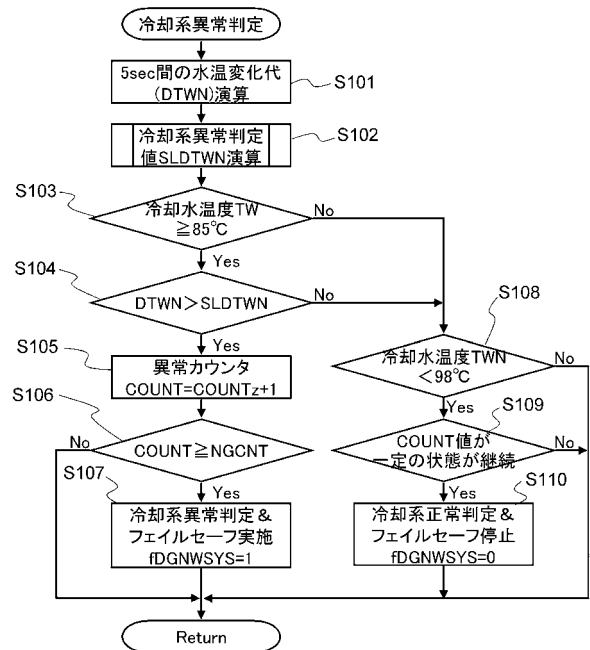 冷却系異常判定
5sec間の水温変化代
(DTWN)演算
S101
冷却系異常判定
値SLDTWN演算
S102
S103
冷却水温度TW
≧85℃
No
Yes
S104
DTWN>SLDTWN
No
Yes
S105
異常カウンタ
COUNT=COUNTz+1
S106
COUNT≧NGCNT
No
Yes
S107
冷却系異常判定&
フェイルセーフ実施
fDGNWSYS=1
S108
冷却水温度TWN
<98℃
No
Yes
S109
COUNT値が
一定の状態が継続
No
Yes
S110
冷却系正常判定&
フェイルセーフ停止
fDGNWSYS=0
Return